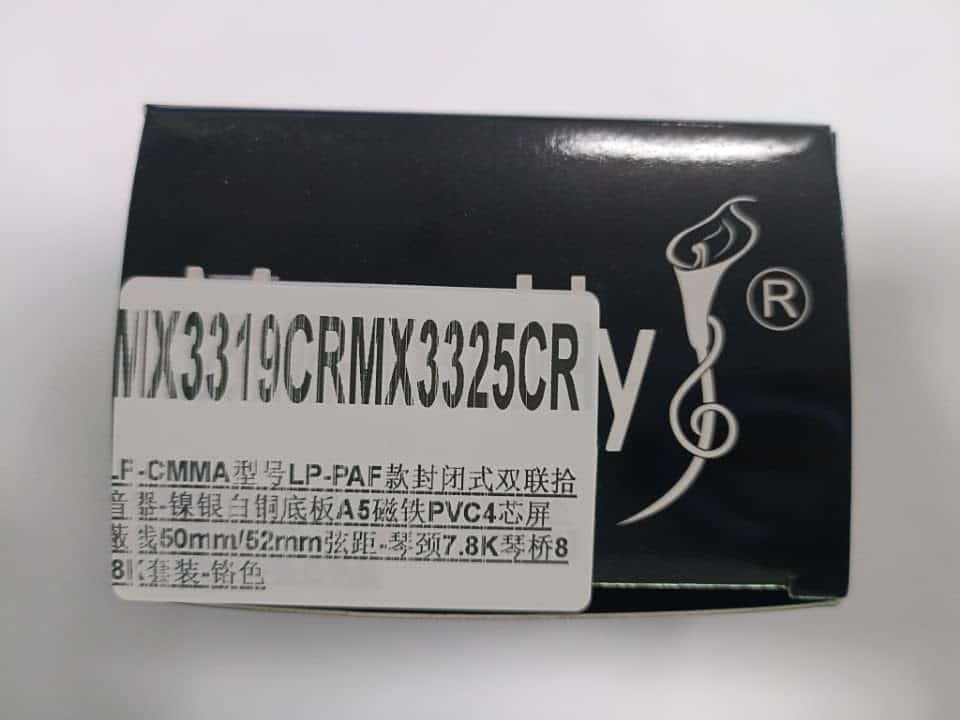 MX3319CRMX3325CR
LP-CMMA型号LP-PAF款封闭式双联拾
音器-镍银白铜底板A5磁铁PVC4芯屏
蔽线50mm/52mm弦距-琴颈7.8K琴桥8
8K套装-铬色
y
®